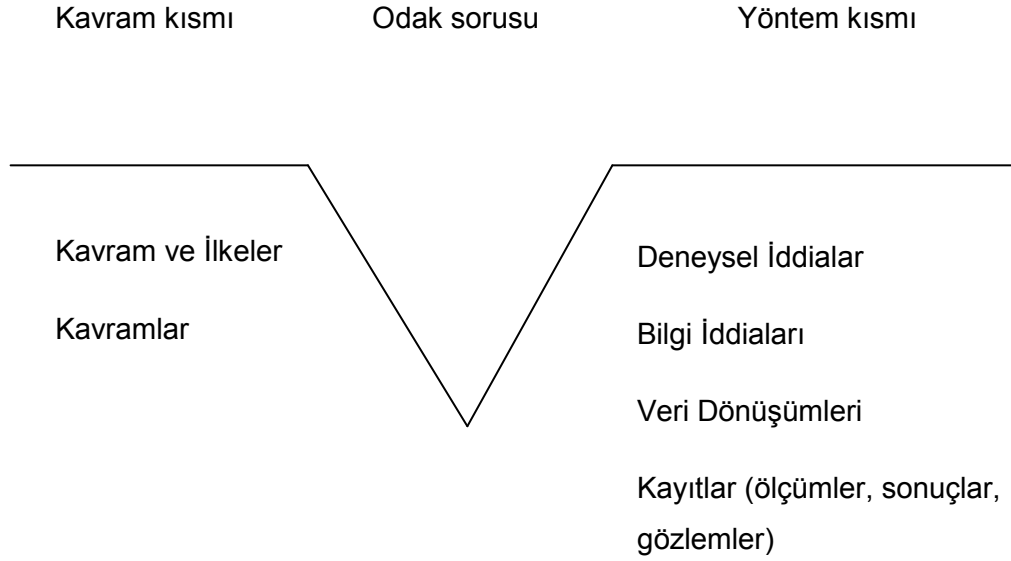 Kavram kısmı
Odak sorusu
Yöntem kısmı
Kavram ve İlkeler
Kavramlar
Deneysel İddialar
Bilgi İddiaları
Veri Dönüşümleri
Kayıtlar (ölçümler, sonuçlar,
gözlemler)